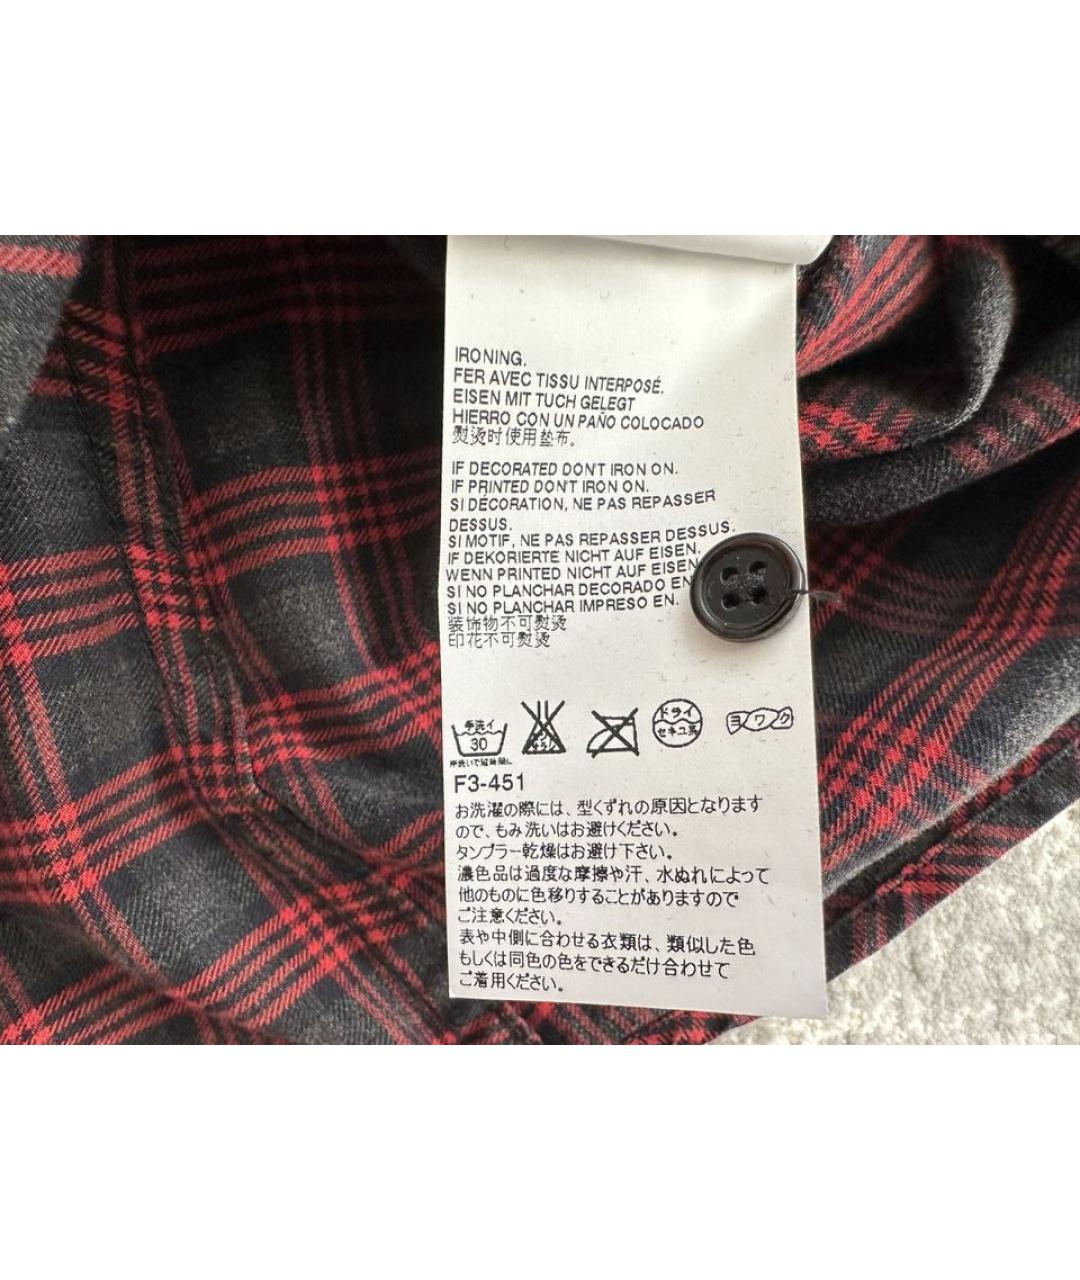 IRONING.
FER AVEC TISSU INTERPOSÉ.
EISEN MIT TUCH GELEGT
HIERRO CON UN PAÑO COLOCADO
熨烫时使用垫布。
IF DECORATED DON'T IRON ON.
IF PRINTED DON'T IRON ON.
SI DÉCORATION, NE PAS REPASSER
DESSUS.
SI MOTIF, NE PAS REPASSER DESSUS.
IF DEKORIERTE NICHT AUF EISEN.
WENN PRINTED NICHT AUF EISEN.
SI NO PLANCHAR DECORADO EN
SI NO PLANCHAR IMPRESO EN.
装饰物不可熨烫
印花不可熨烫
手洗イ
30
ドライ
セキユ系
ヨワク
F3-451
お洗濯の際には、型くずれの原因となります
ので、もみ洗いはお避けください。
タンブラー乾燥はお避け下さい。
濃色品は過度な摩擦や汗、水ぬれによって
他のものに色移りすることがありますので
ご注意ください。
表や中側に合わせる衣類は、類似した色
もしくは同色の色をできるだけ合わせて
ご着用ください。